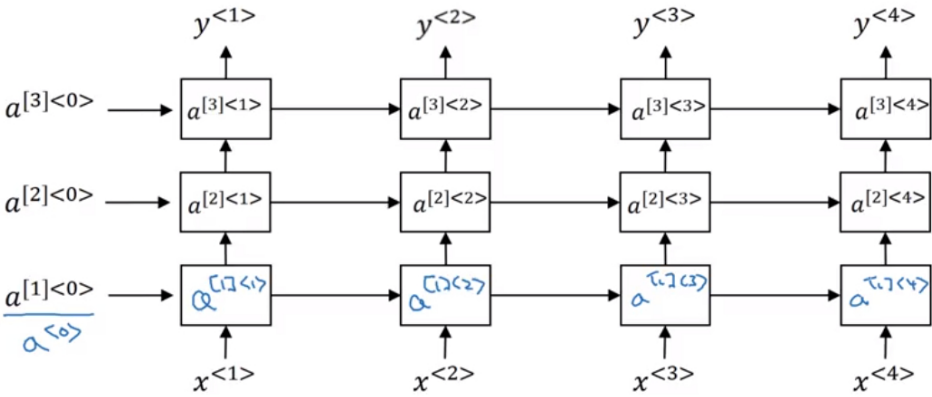 y<1> y<2> y<3> y<4>
a[3]<0> a[3]<1> a[3]<2> a[3]<3> a[3]<4>
a[2]<0> a[2]<1> a[2]<2> a[2]<3> a[2]<4>
a[1]<0> a[1]<1> a[1]<2> a[1]<3> a[1]<4>
a<0>
x<1> x<2> x<3> x<4>